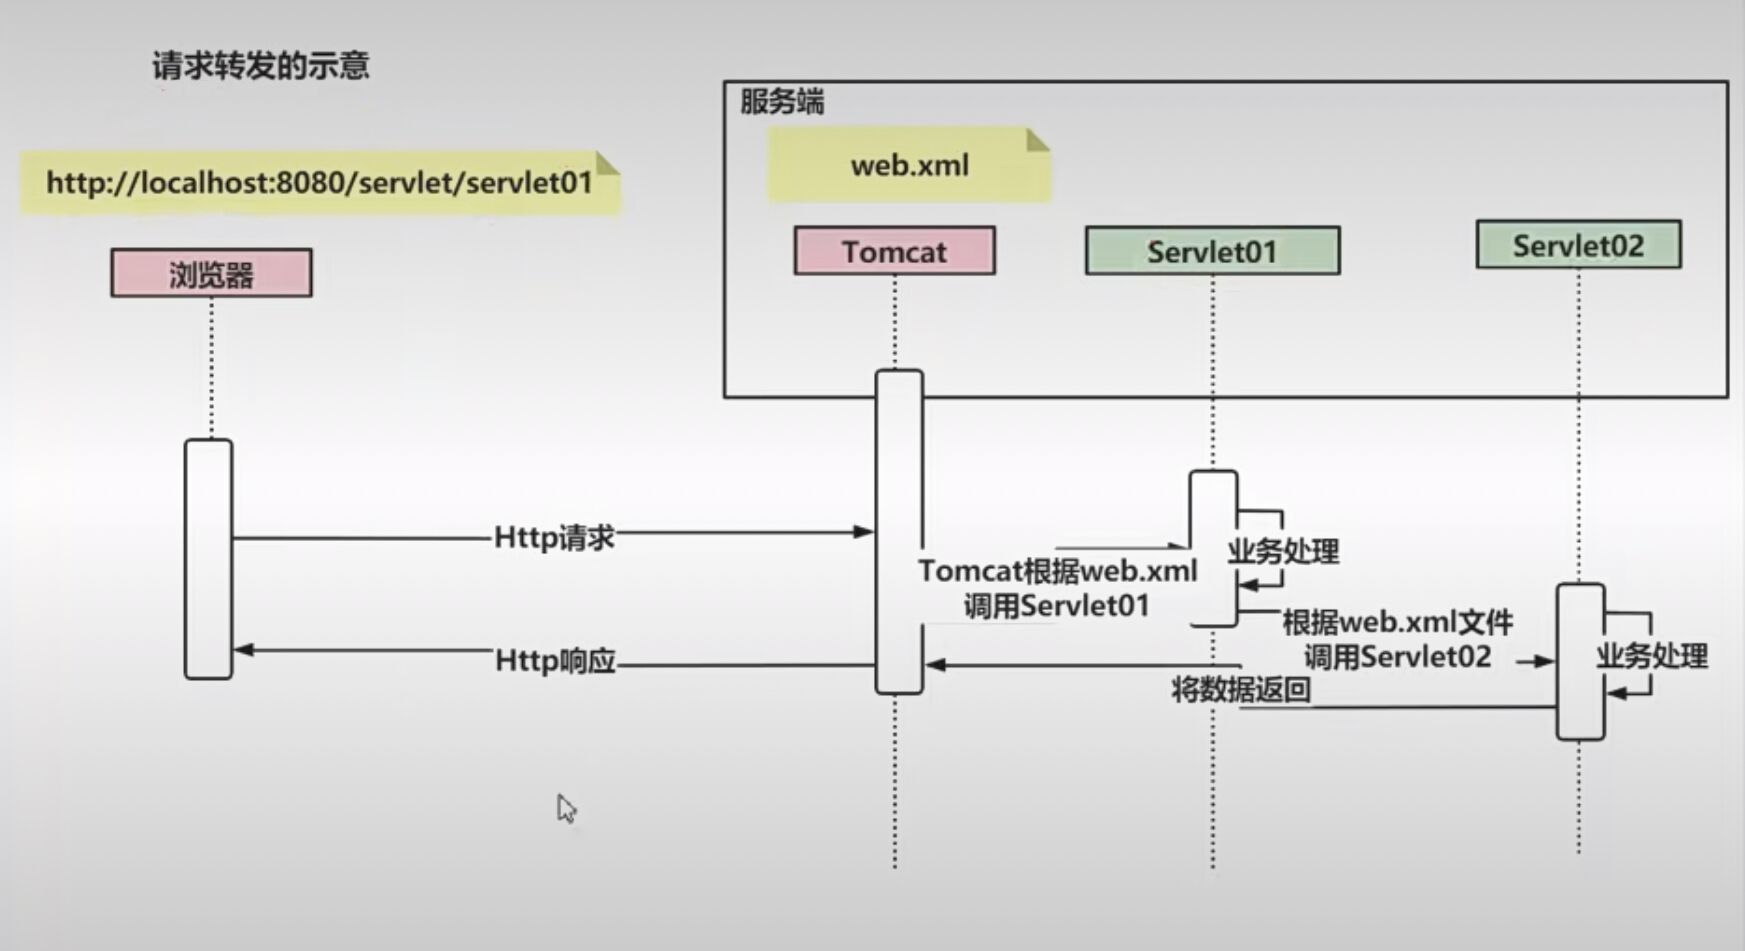 请求转发的示意
服务端
web.xml
http://localhost:8080/servlet/servlet01
浏览器
Tomcat
Servlet01
Servlet02
Http请求
Tomcat根据web.xml
调用Servlet01
业务处理
根据web.xml文件
调用Servlet02
业务处理
将数据返回
Http响应